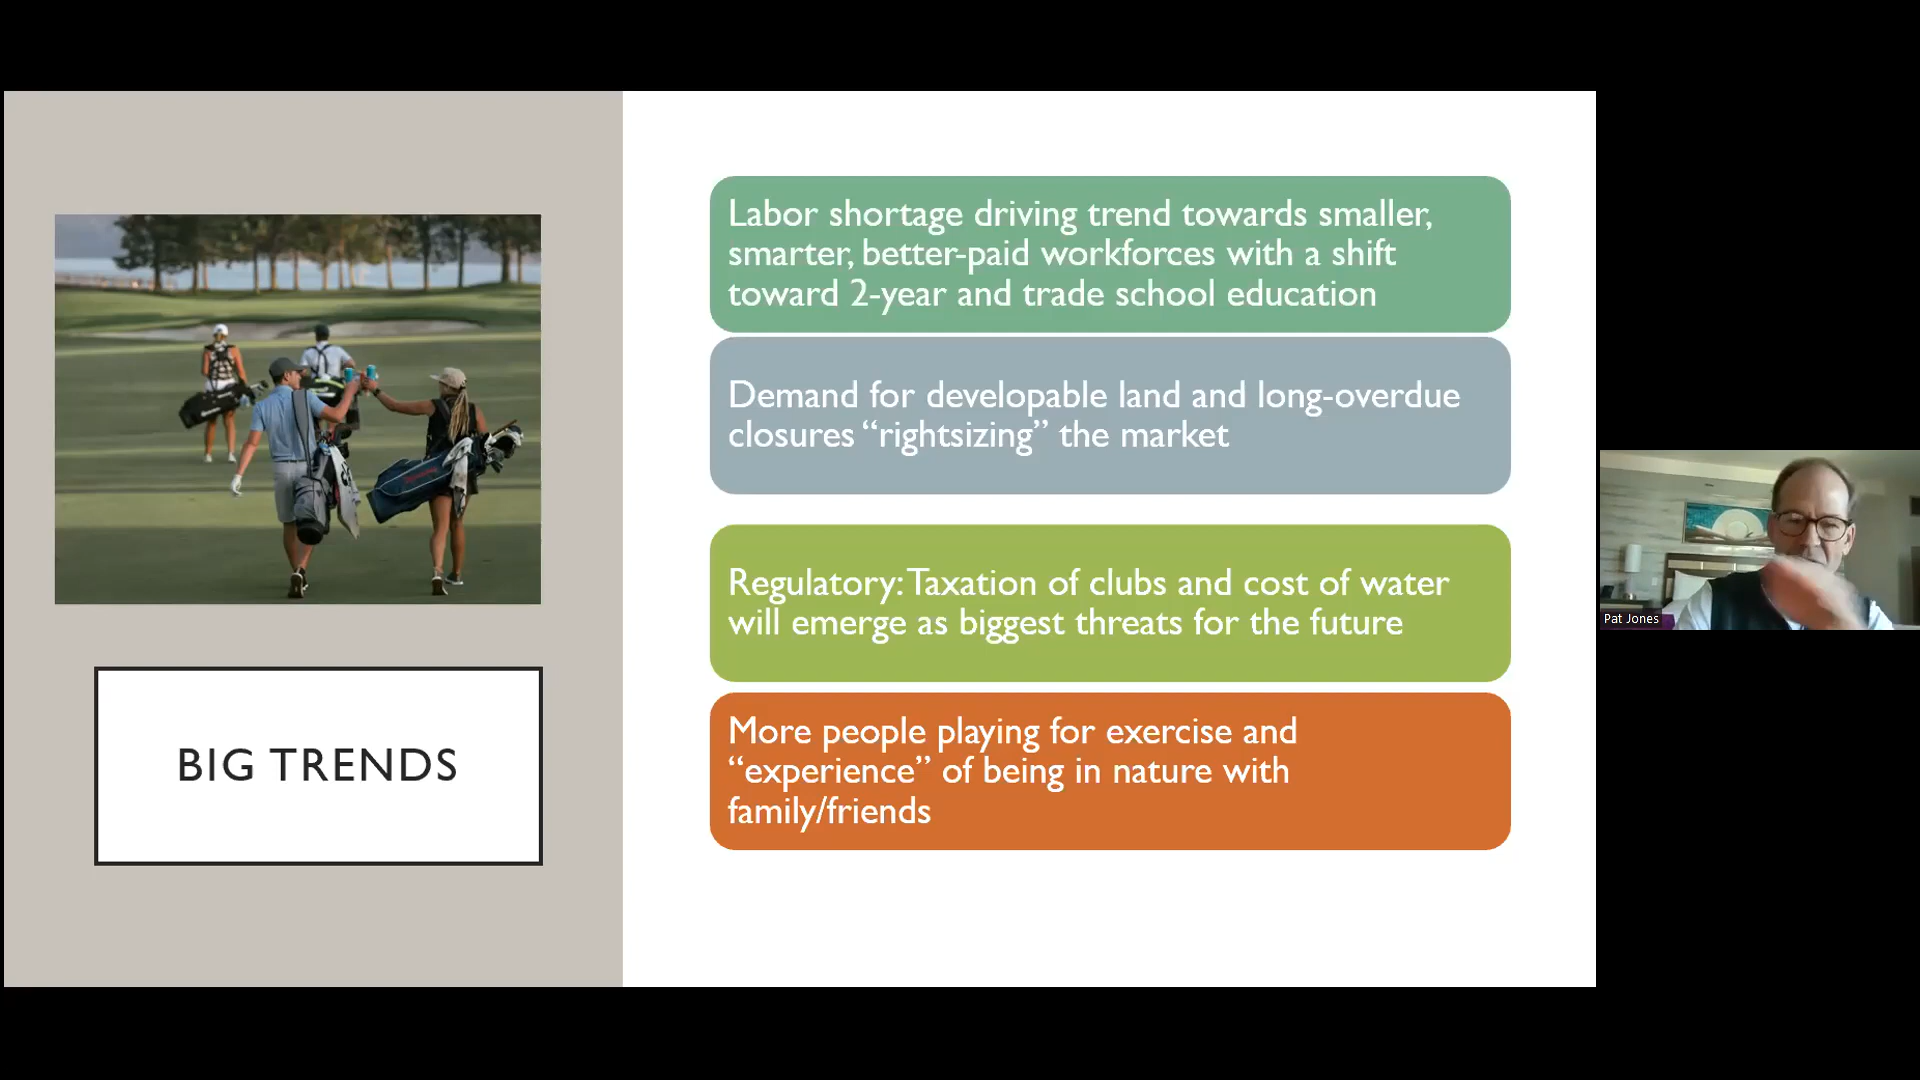 Labor shortage driving trend towards smaller,
smarter, better-paid workforces with a shift
toward 2-year and trade school education
Demand for developable land and long-overdue
closures “rightsizing” the market
Regulatory: Taxation of clubs and cost of water
will emerge as biggest threats for the future
More people playing for exercise and
“experience” of being in nature with
family/friends
BIG TRENDS
Pat Jones